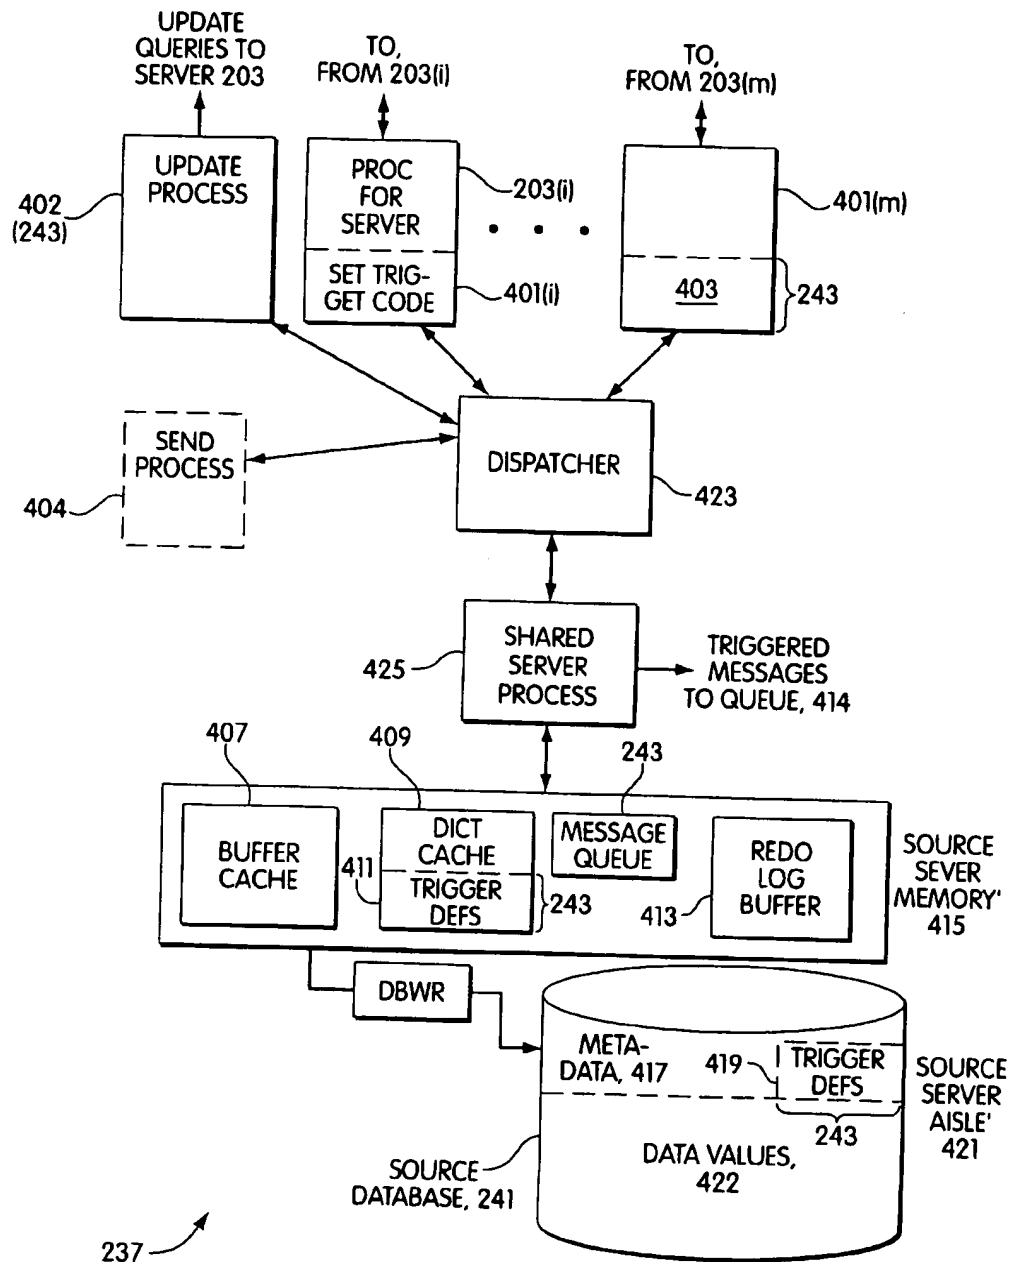 UPDATE
QUERIES TO
SERVER 203
TO,
FROM 203(i)
TO,
FROM 203(m)
UPDATE
PROCESS
402
(243)
PROC
FOR
SERVER
203(i)
SET TRIG-
GET CODE
401(i)
• • •
401(m)
403
243
SEND
PROCESS
404
DISPATCHER
423
SHARED
SERVER
PROCESS
425
TRIGGERED
MESSAGES
TO QUEUE, 414
407
409
243
BUFFER
CACHE
DICT
CACHE
411
TRIGGER
DEFS
243
MESSAGE
QUEUE
413
REDO
LOG
BUFFER
SOURCE
SEVER
MEMORY'
415
DBWR
META-
DATA, 417
419
TRIGGER
DEFS
243
SOURCE
SERVER
AISLE'
421
DATA VALUES,
422
SOURCE
DATABASE, 241
237